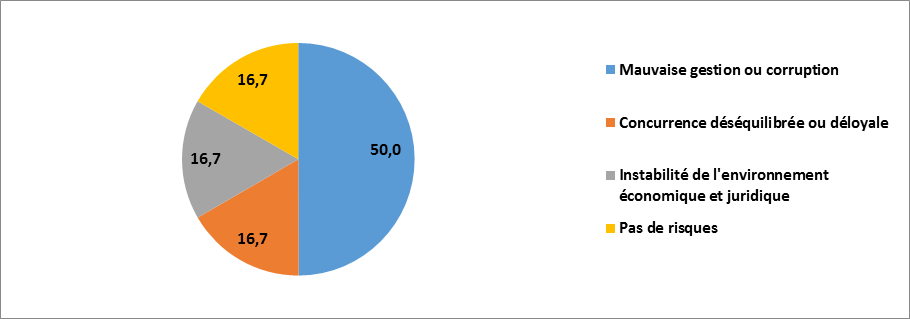 16,7
50,0
16,7
16,7
Mauvaise gestion ou corruption
Concurrence déséquilibrée ou déloyale
Instabilité de l'environnement
économique et juridique
Pas de risques